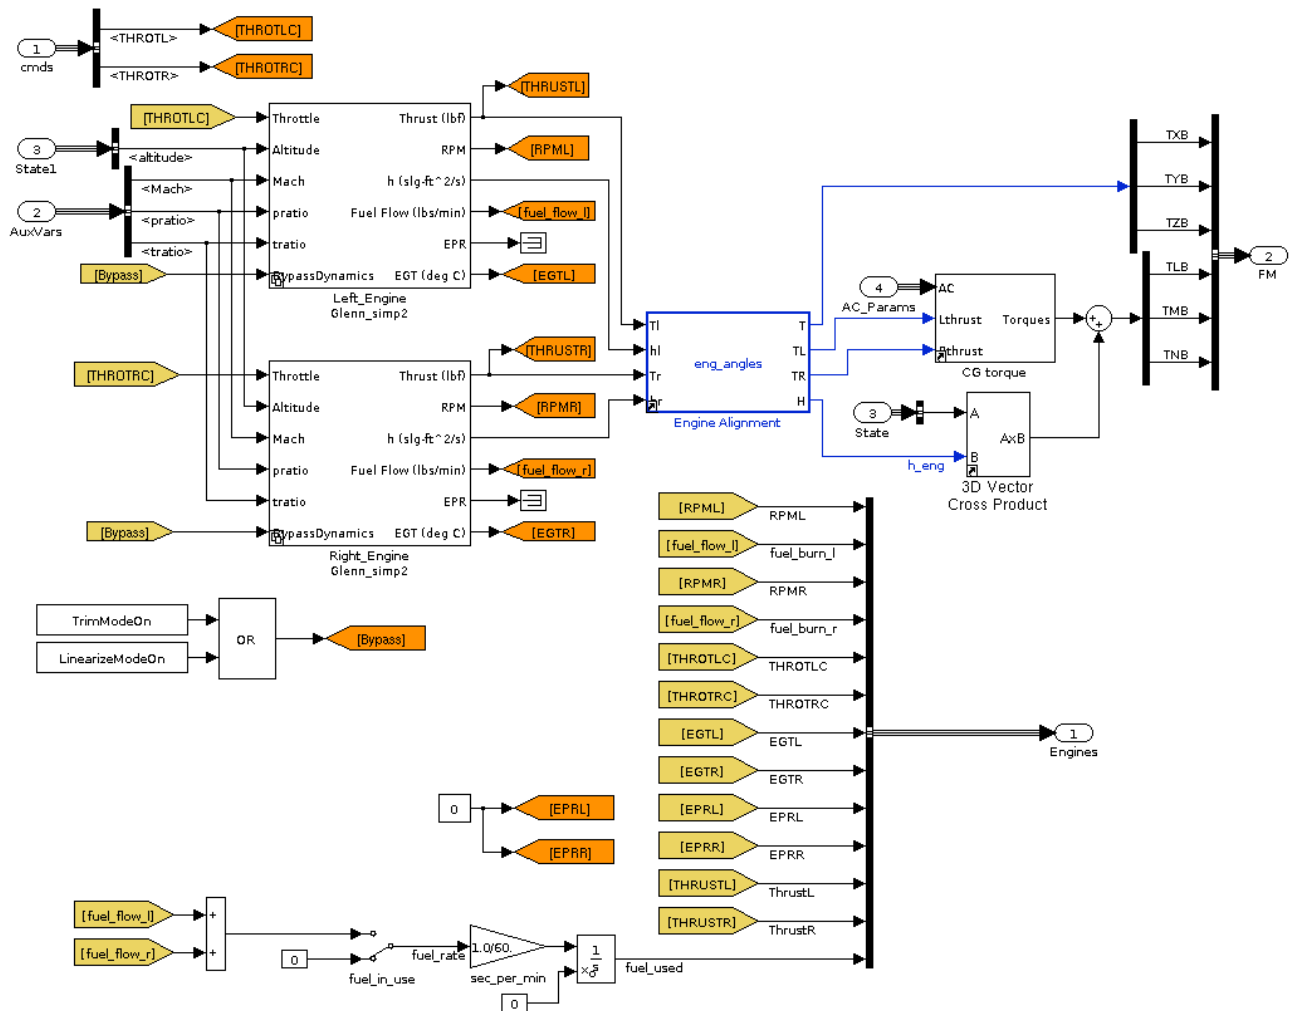 1
cmds
<THROTL>
<THROTR>
[THROTLC]
[THROTRC]
[THROTLC]
3
State1
<altitude>
2
AuxVars
<Mach>
<pratio>
<tratio>
[Bypass]
Throttle
Altitude
Mach
pratio
tratio
BypassDynamics
Thrust (lbf)
RPM
h (slg-ft^2/s)
Fuel Flow (lbs/min)
EPR
EGT (deg C)
Left_Engine
Glenn_simp2
[THRUSTL]
[RPML]
[fuel_flow_l]
[EGTL]
[THROTRC]
[Bypass]
Throttle
Altitude
Mach
pratio
tratio
BypassDynamics
Thrust (lbf)
RPM
h (slg-ft^2/s)
Fuel Flow (lbs/min)
EPR
EGT (deg C)
Right_Engine
Glenn_simp2
[THRUSTR]
[RPMR]
[fuel_flow_r]
[EGTR]
Tl
hl
Tr
hr
eng_angles
T
TL
TR
H
Engine Alignment
4
AC_Params
AC
Lthrust
Rthrust
Torques
CG torque
3
State
h_eng
A
B
AxB
3D Vector
Cross Product
+
+
TXB
TYB
TZB
TLB
TMB
TNB
2
FM
TrimModeOn
LinearizeModeOn
OR
[Bypass]
[RPML]
RPML
[fuel_flow_l]
fuel_burn_l
[RPMR]
RPMR
[fuel_flow_r]
fuel_burn_r
[THROTLC]
THROTLC
[THROTRC]
THROTRC
[EGTL]
EGTL
[EGTR]
EGTR
[EPRL]
EPRL
[EPRR]
EPRR
[THRUSTL]
ThrustL
[THRUSTR]
ThrustR
1
Engines
0
[EPRL]
[EPRR]
[fuel_flow_l]
[fuel_flow_r]
+
+
0
fuel_in_use
fuel_rate
1.0/60.
sec_per_min
0
1
s
xo
fuel_used